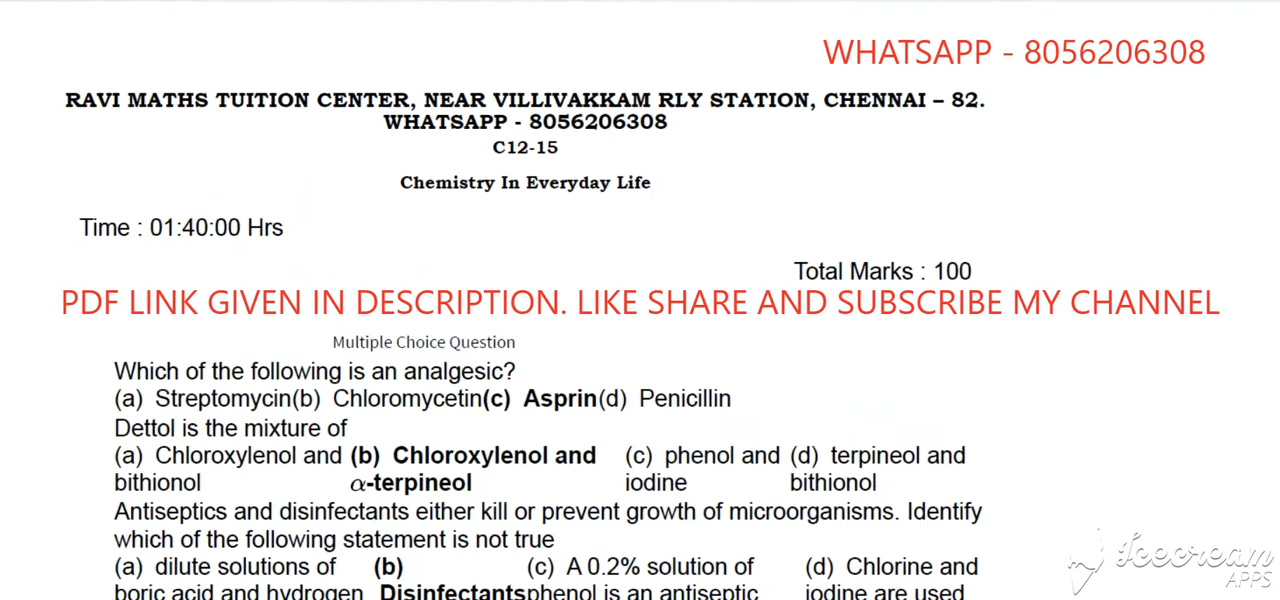 WHATSAPP - 8056206308
RAVI MATHS TUITION CENTER, NEAR VILLIVAKKAM RLY STATION, CHENNAI – 82.
WHATSAPP - 8056206308
C12-15
Chemistry In Everyday Life
Time : 01:40:00 Hrs
Total Marks : 100
PDF LINK GIVEN IN DESCRIPTION. LIKE SHARE AND SUBSCRIBE MY CHANNEL
Multiple Choice Question
Which of the following is an analgesic?
(a) Streptomycin(b) Chloromycetin(c) Asprin(d) Penicillin
Dettol is the mixture of
(a) Chloroxylenol and (b) Chloroxylenol and (c) phenol and (d) terpineol and
bithionol α-terpineol iodine bithionol
Antiseptics and disinfectants either kill or prevent growth of microorganisms. Identify
which of the following statement is not true
(a) dilute solutions of (b) (c) A 0.2% solution of (d) Chlorine and
boric acid and hydrogen Disinfectantsphenol is an antiseptic iodine are used
Icecream
APPS